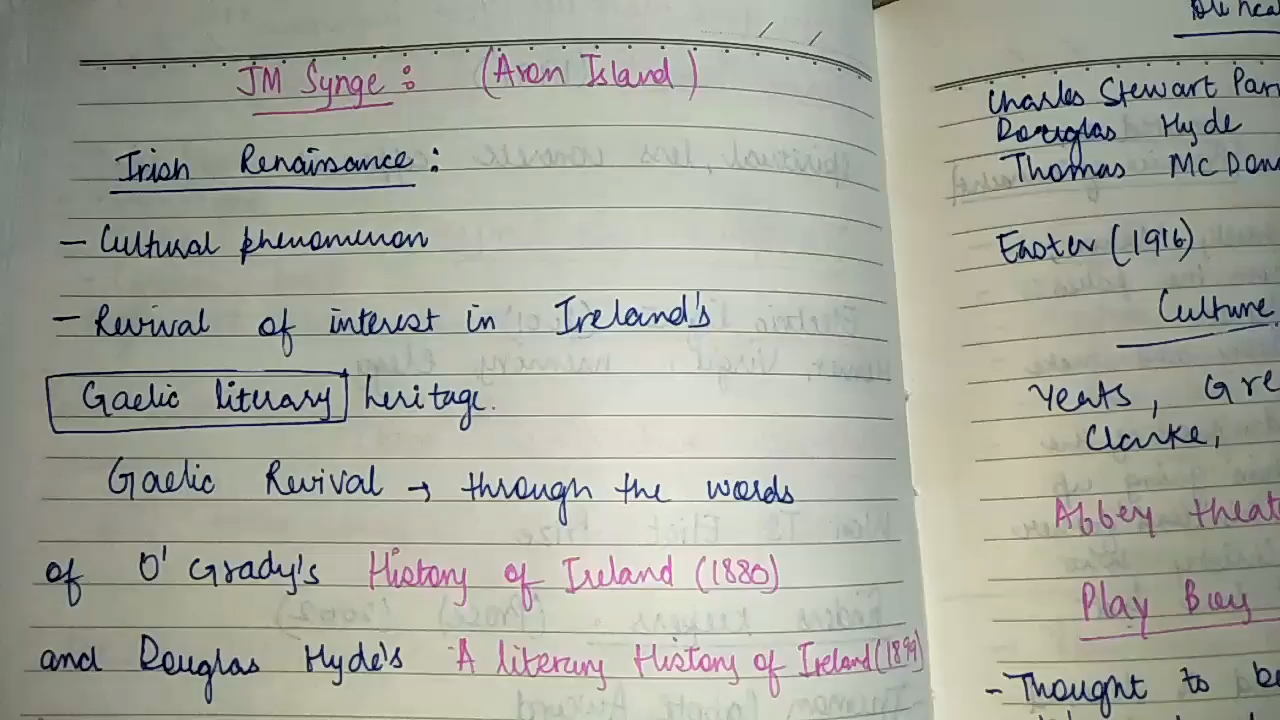 JM Synge : (Aran Island)
Irish Renaissance :
- Cultural phenomenon
- Revival of interest in Ireland's
Gaelic literary heritage.
Gaelic Revival → through the words
of O' Grady's History of Ireland (1880)
and Douglas Hyde's A literary History of Ireland (1899)
Charles Stewart Par
Douglas Hyde
Thomas McDon
Easter (1916)
Culture
Yeats, Gre
Clarke,
Abbey theat
Play Boy
- Thought to be